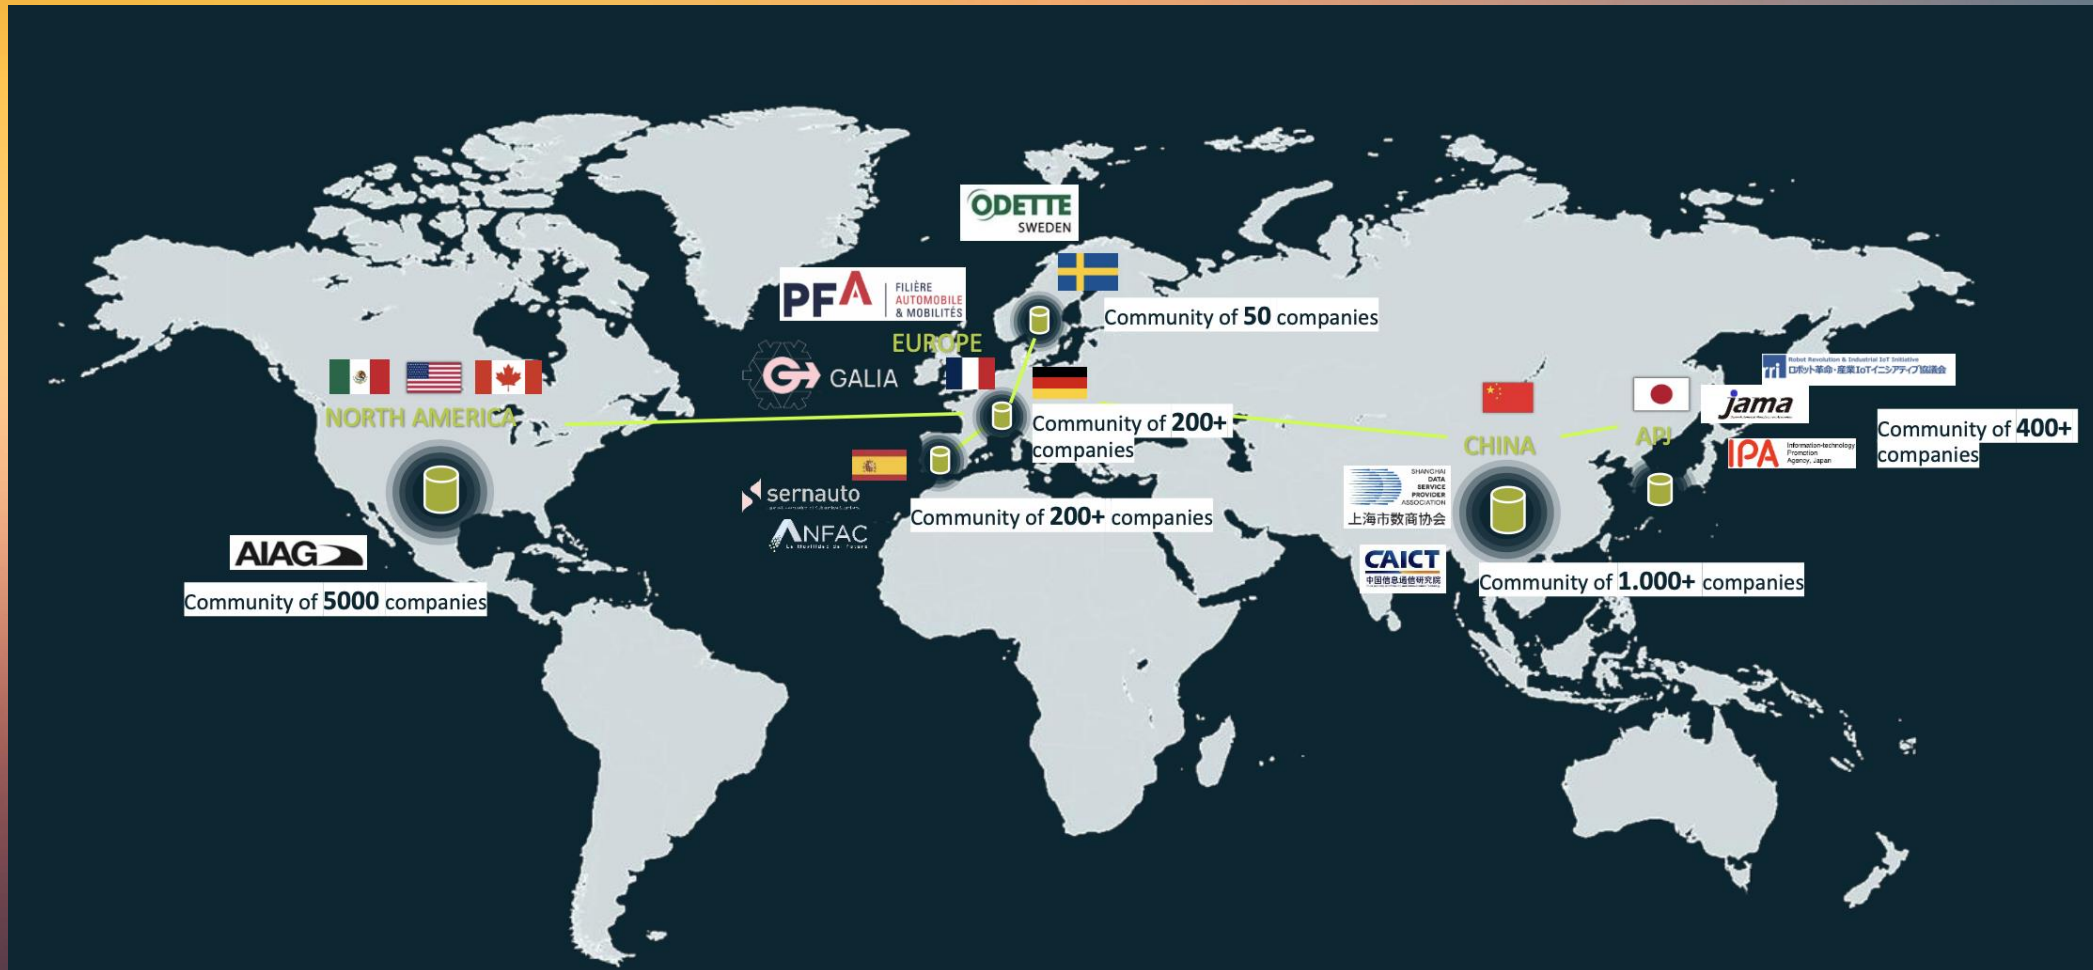 ODETTE
SWEDEN
PFA
FILIÈRE
AUTOMOBILE
& MOBILITÉS
Community of 50 companies
EUROPE
GALIA
NORTH AMERICA
Community of 200+
companies
sernauto
ANFAC
Community of 200+ companies
AIAG
Community of 5000 companies
CHINA
SHANGHAI
DATA
SERVICE
PROVIDER
ASSOCIATION
上海市数商协会
CAICT
中国信息通信研究院
Community of 1.000+ companies
APJ
Robot Revolution & Industrial IoT Initiative
ロボット革命・産業IoTイニシアティブ協議会
jama
IPA
Information-technology
Promotion
Agency, Japan
Community of 400+
companies